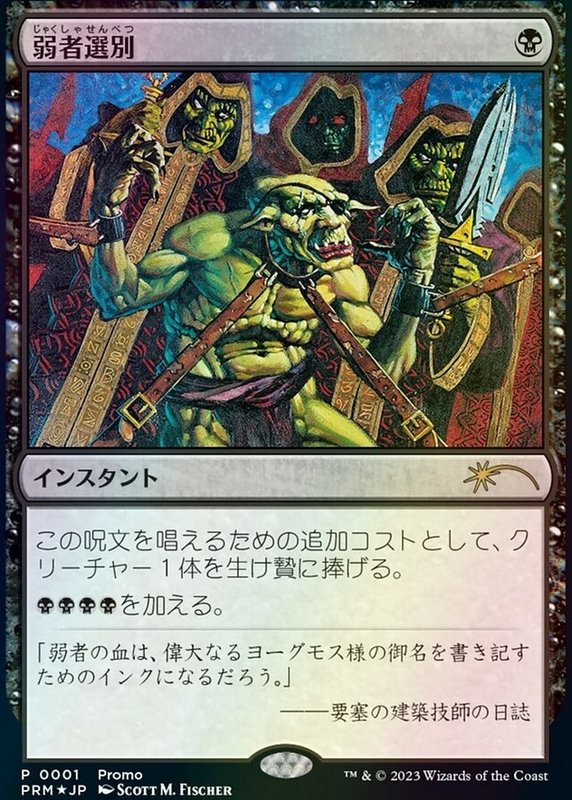 じゃくしゃせんべつ
弱者選別
インスタント
この呪文を唱えるための追加コストとして、ク
リーチャー1体を生け贄に捧げる。
を加える。
「弱者の血は、偉大なるヨーグモス様の御名を書き記す
ためのインクになるだろう。」
――要塞の建築技師の日誌
P 0001 Promo
PRM★JP Scott M. Fischer
™ & © 2023 Wizards of the Coast